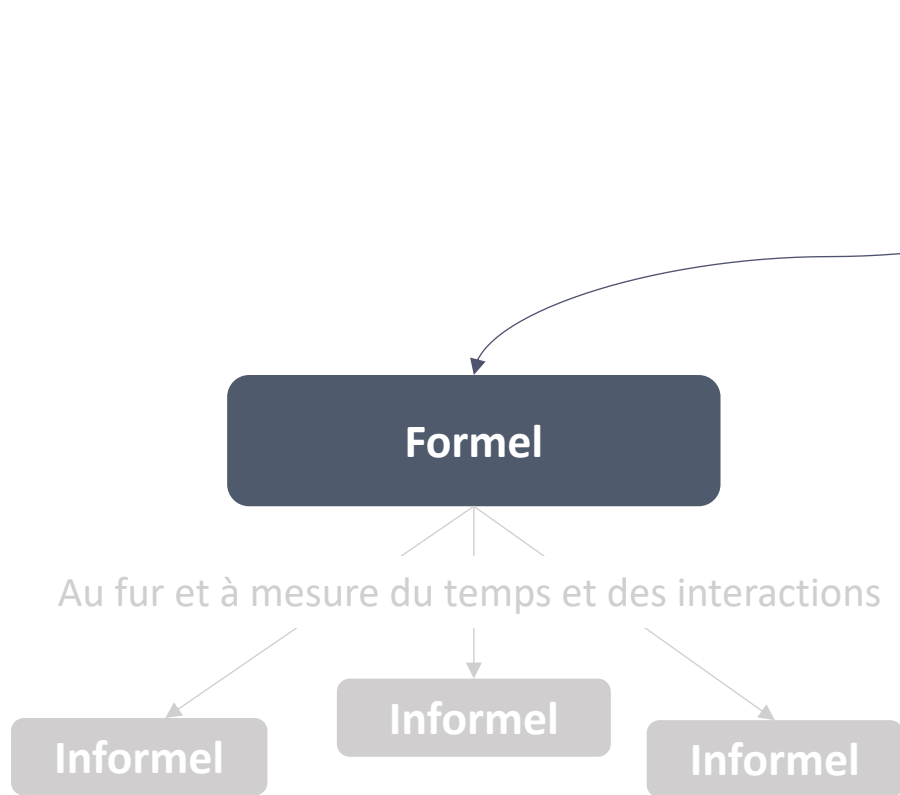 Formel
Au fur et à mesure du temps et des interactions
Informel
Informel
Informel